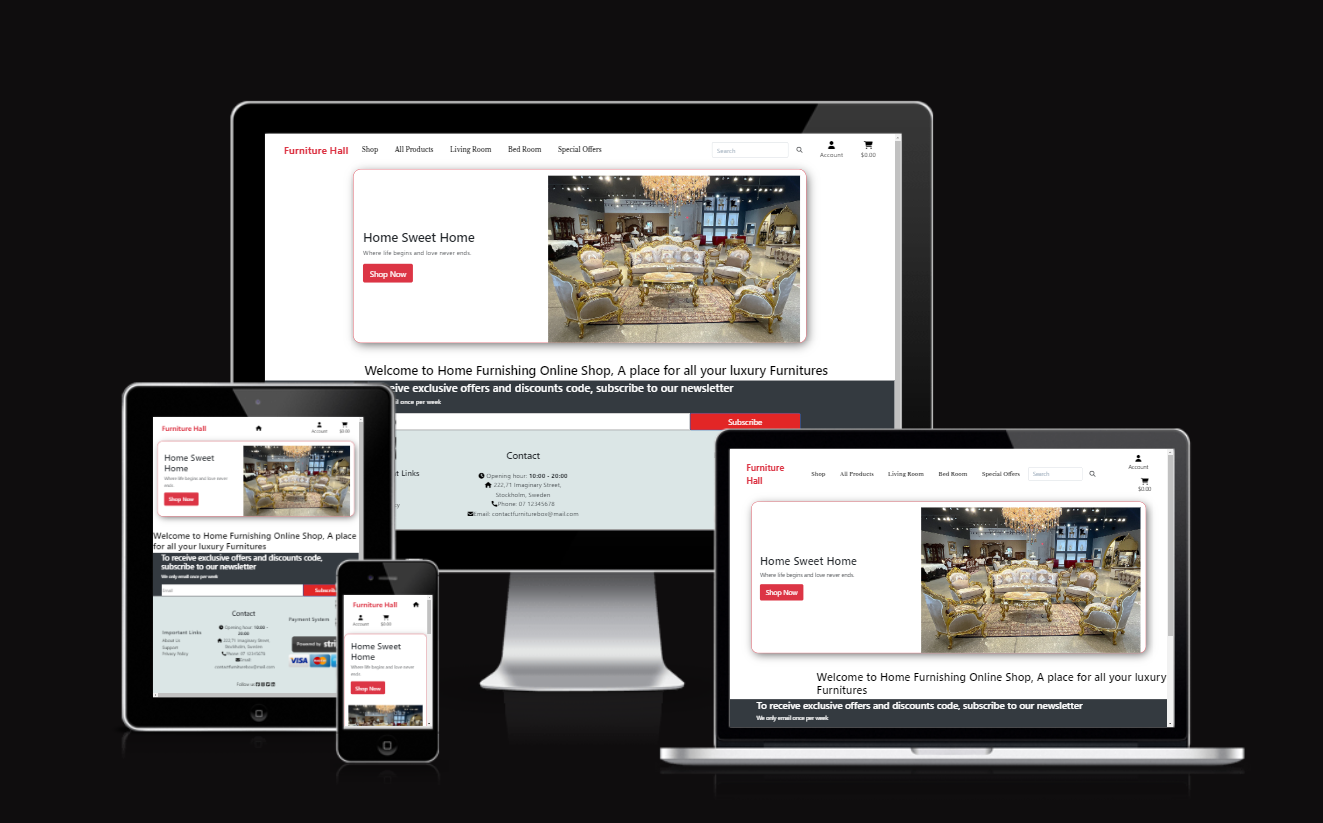 Furniture Hall Shop All Products Living Room Bed Room Special Offers Search Account $0.00
Home Sweet Home
Where life begins and love never ends.
Shop Now
Welcome to Home Furnishing Online Shop, A place for all your luxury Furnitures
eive exclusive offers and discounts code, subscribe to our newsletter
ail once per week
Subscribe
nt Links
Contact
Opening hour: 10:00 - 20:00
222,71 Imaginary Street,
Stockholm, Sweden
Phone: 07 12345678
Email: contactfurniturebox@mail.com
Furniture Hall Account $0.00
Home Sweet
Home
Where life begins and love never
ends.
Shop Now
Welcome to Home Furnishing Online Shop, A place
for all your luxury Furnitures
To receive exclusive offers and discounts code,
subscribe to our newsletter
We only email once per week
Email Subscrib
Important Links
About Us
Support
Privacy Policy
Contact
Opening hour: 10:00 -
20:00
222,71 Imaginary Street,
Stockholm, Sweden
Phone: 07 12345678
Email:
contactfurniturebox@mail.com
Payment System
Powered by stri
VISA
Follow us
Furniture Hall
Account $0.00
Home Sweet
Home
Where life begins and love never
ends.
Shop Now
Furniture
Hall
Shop All Products Living Room Bed Room Special Offers Search
Account
$0.00
Home Sweet Home
Where life begins and love never ends.
Shop Now
Welcome to Home Furnishing Online Shop, A place for all your luxury
Furnitures
To receive exclusive offers and discounts code, subscribe to our newsletter
We only email once per week